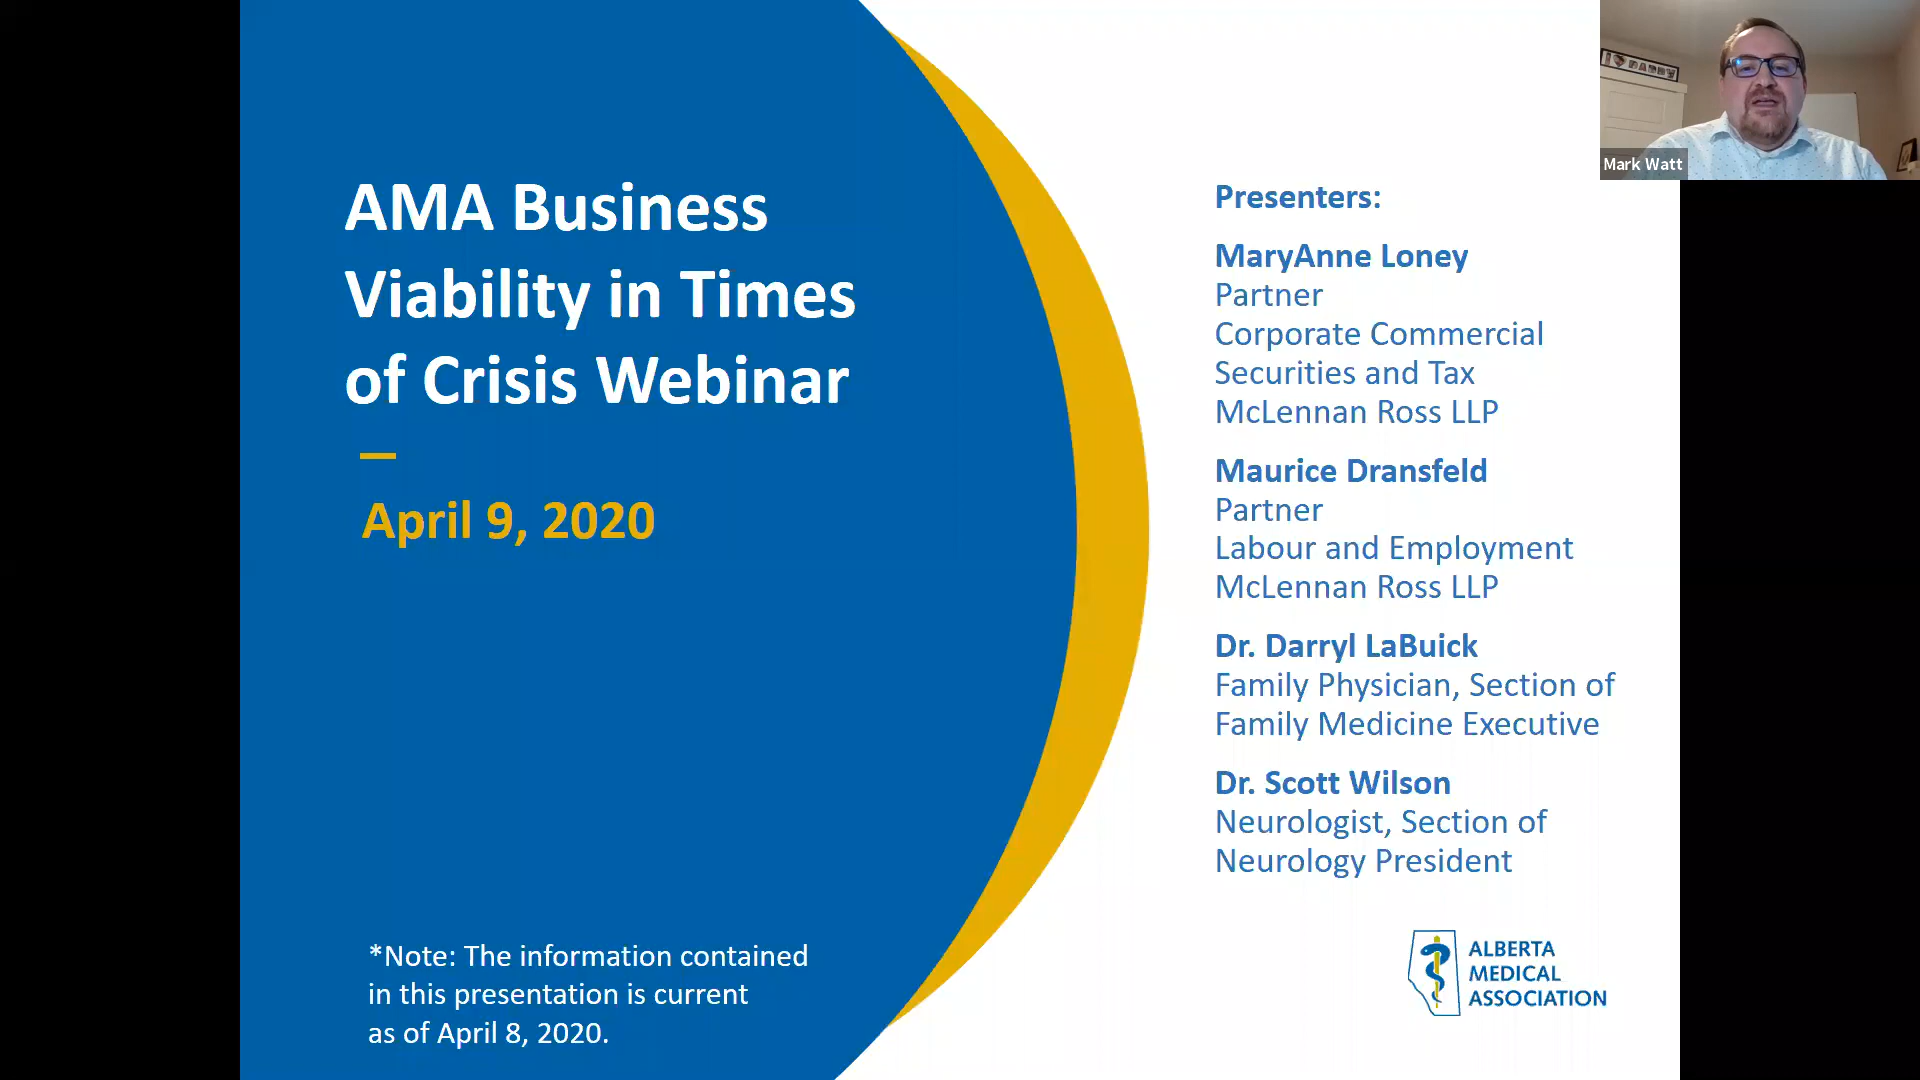 AMA Business
Viability in Times
of Crisis Webinar
April 9, 2020
*Note: The information contained
in this presentation is current
as of April 8, 2020.
Presenters:
MaryAnne Loney
Partner
Corporate Commercial
Securities and Tax
McLennan Ross LLP
Maurice Dransfeld
Partner
Labour and Employment
McLennan Ross LLP
Dr. Darryl LaBuick
Family Physician, Section of
Family Medicine Executive
Dr. Scott Wilson
Neurologist, Section of
Neurology President
ALBERTA
MEDICAL
ASSOCIATION
I ♥ DADDY
Mark Watt